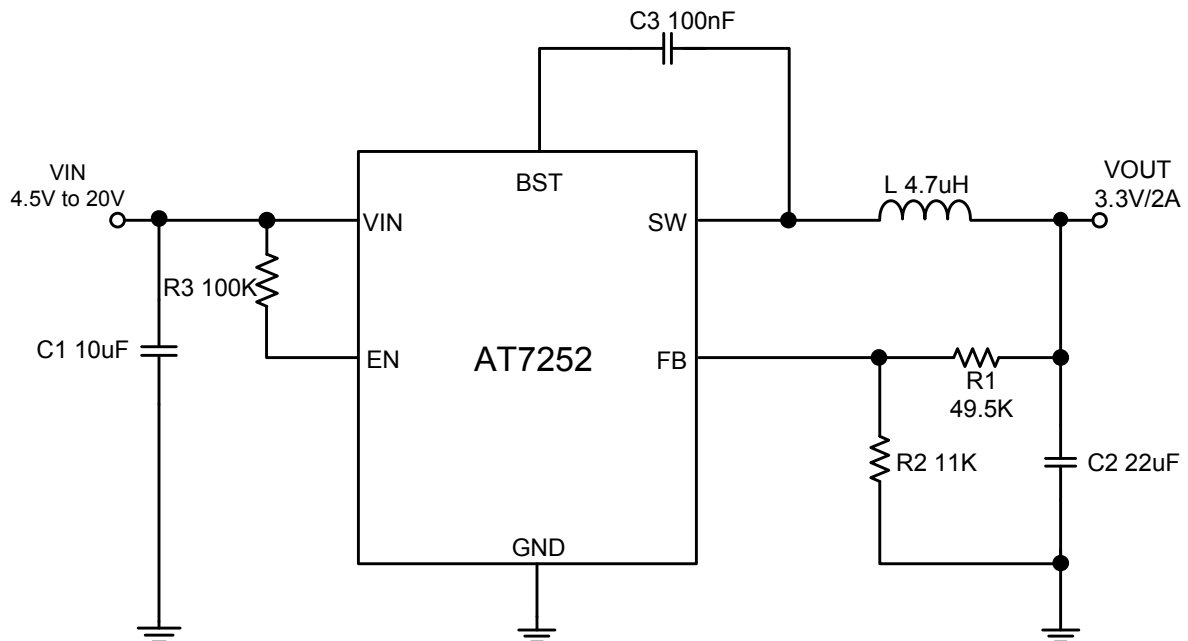 C3 100nF
VIN
4.5V to 20V
BST
VIN
SW
L 4.7uH
VOUT
3.3V/2A
R3 100K
C1 10uF
EN
AT7252
FB
R1
49.5K
R2 11K
C2 22uF
GND